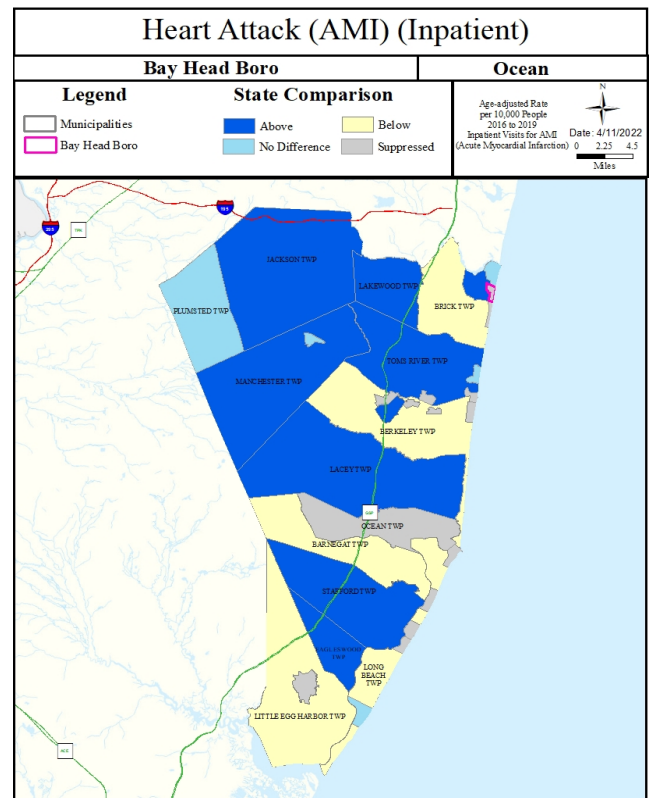 Heart Attack (AMI) (Inpatient)
Bay Head Boro
Ocean
Legend
Municipalities
Bay Head Boro
State Comparison
Above
Below
No Difference
Suppressed
Age-adjusted Rate
per 10,000 People
2016 to 2019
Inpatient Visits for AMI
(Acute Myocardial Infarction)
N
Date: 4/11/2022
0 2.25 4.5
Miles
195
JACKSON TWP
LAKEWOOD TWP
PLUMSTED TWP
BRICK TWP
TOMS RIVER TWP
MANCHESTER TWP
BERKELEY TWP
LACEY TWP
GSP
OCEAN TWP
BARNEGAT TWP
STAFFORD TWP
EAGLESWOOD
TWP
LONG
BEACH
TWP
LITTLE EGG HARBOR TWP
ACE